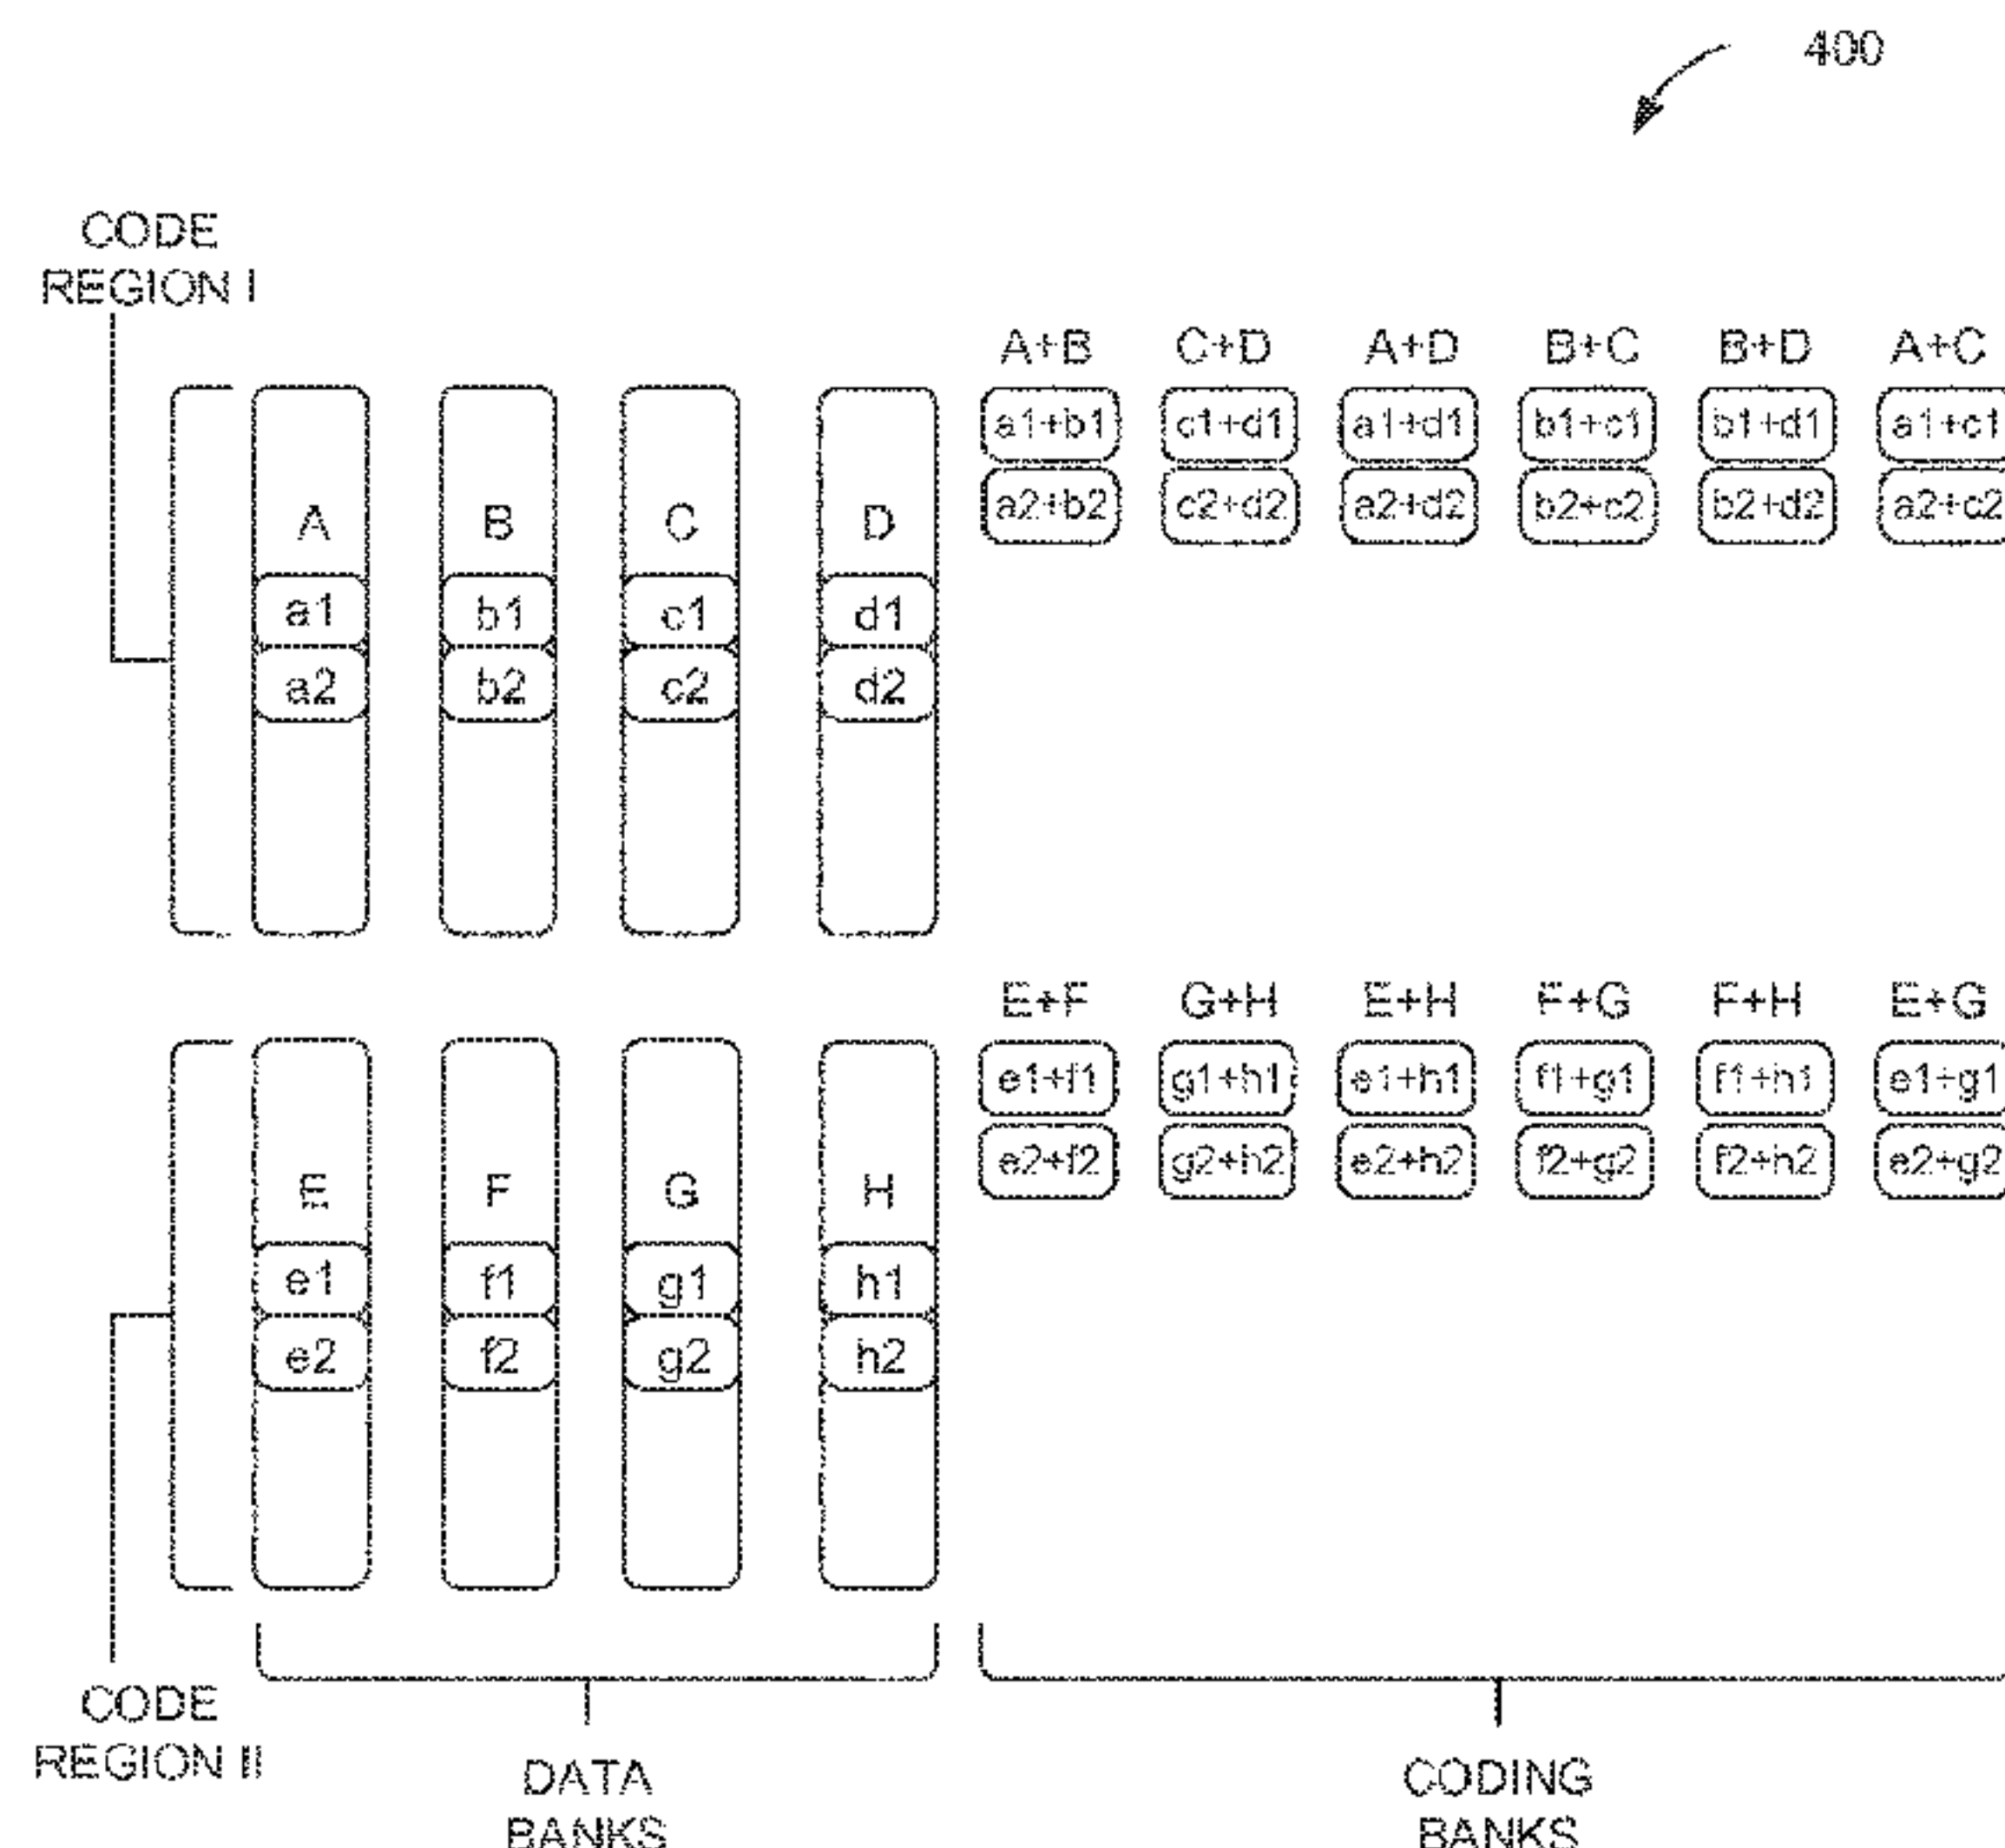 400
CODE
REGION I
A+B C+D A+D B+C B+D A+C
a1+b1 c1+d1 a1+d1 b1+c1 b1+d1 a1+c1
a2+b2 c2+d2 a2+d2 b2+c2 b2+d2 a2+c2
A B C D
a1 b1 c1 d1
a2 b2 c2 d2
E+F G+H E+H F+G F+H E+G
e1+f1 g1+h1 e1+h1 f1+g1 f1+h1 e1+g1
e2+f2 g2+h2 e2+h2 f2+g2 f2+h2 e2+g2
E F G H
e1 f1 g1 h1
e2 f2 g2 h2
CODE
REGION II
DATA
BANKS
CODING
BANKS